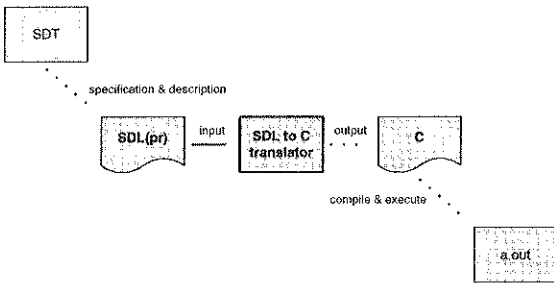 SDT
specification & description
SDL(pr)
input
SDL to C
translator
output
C
compile & execute
a.out